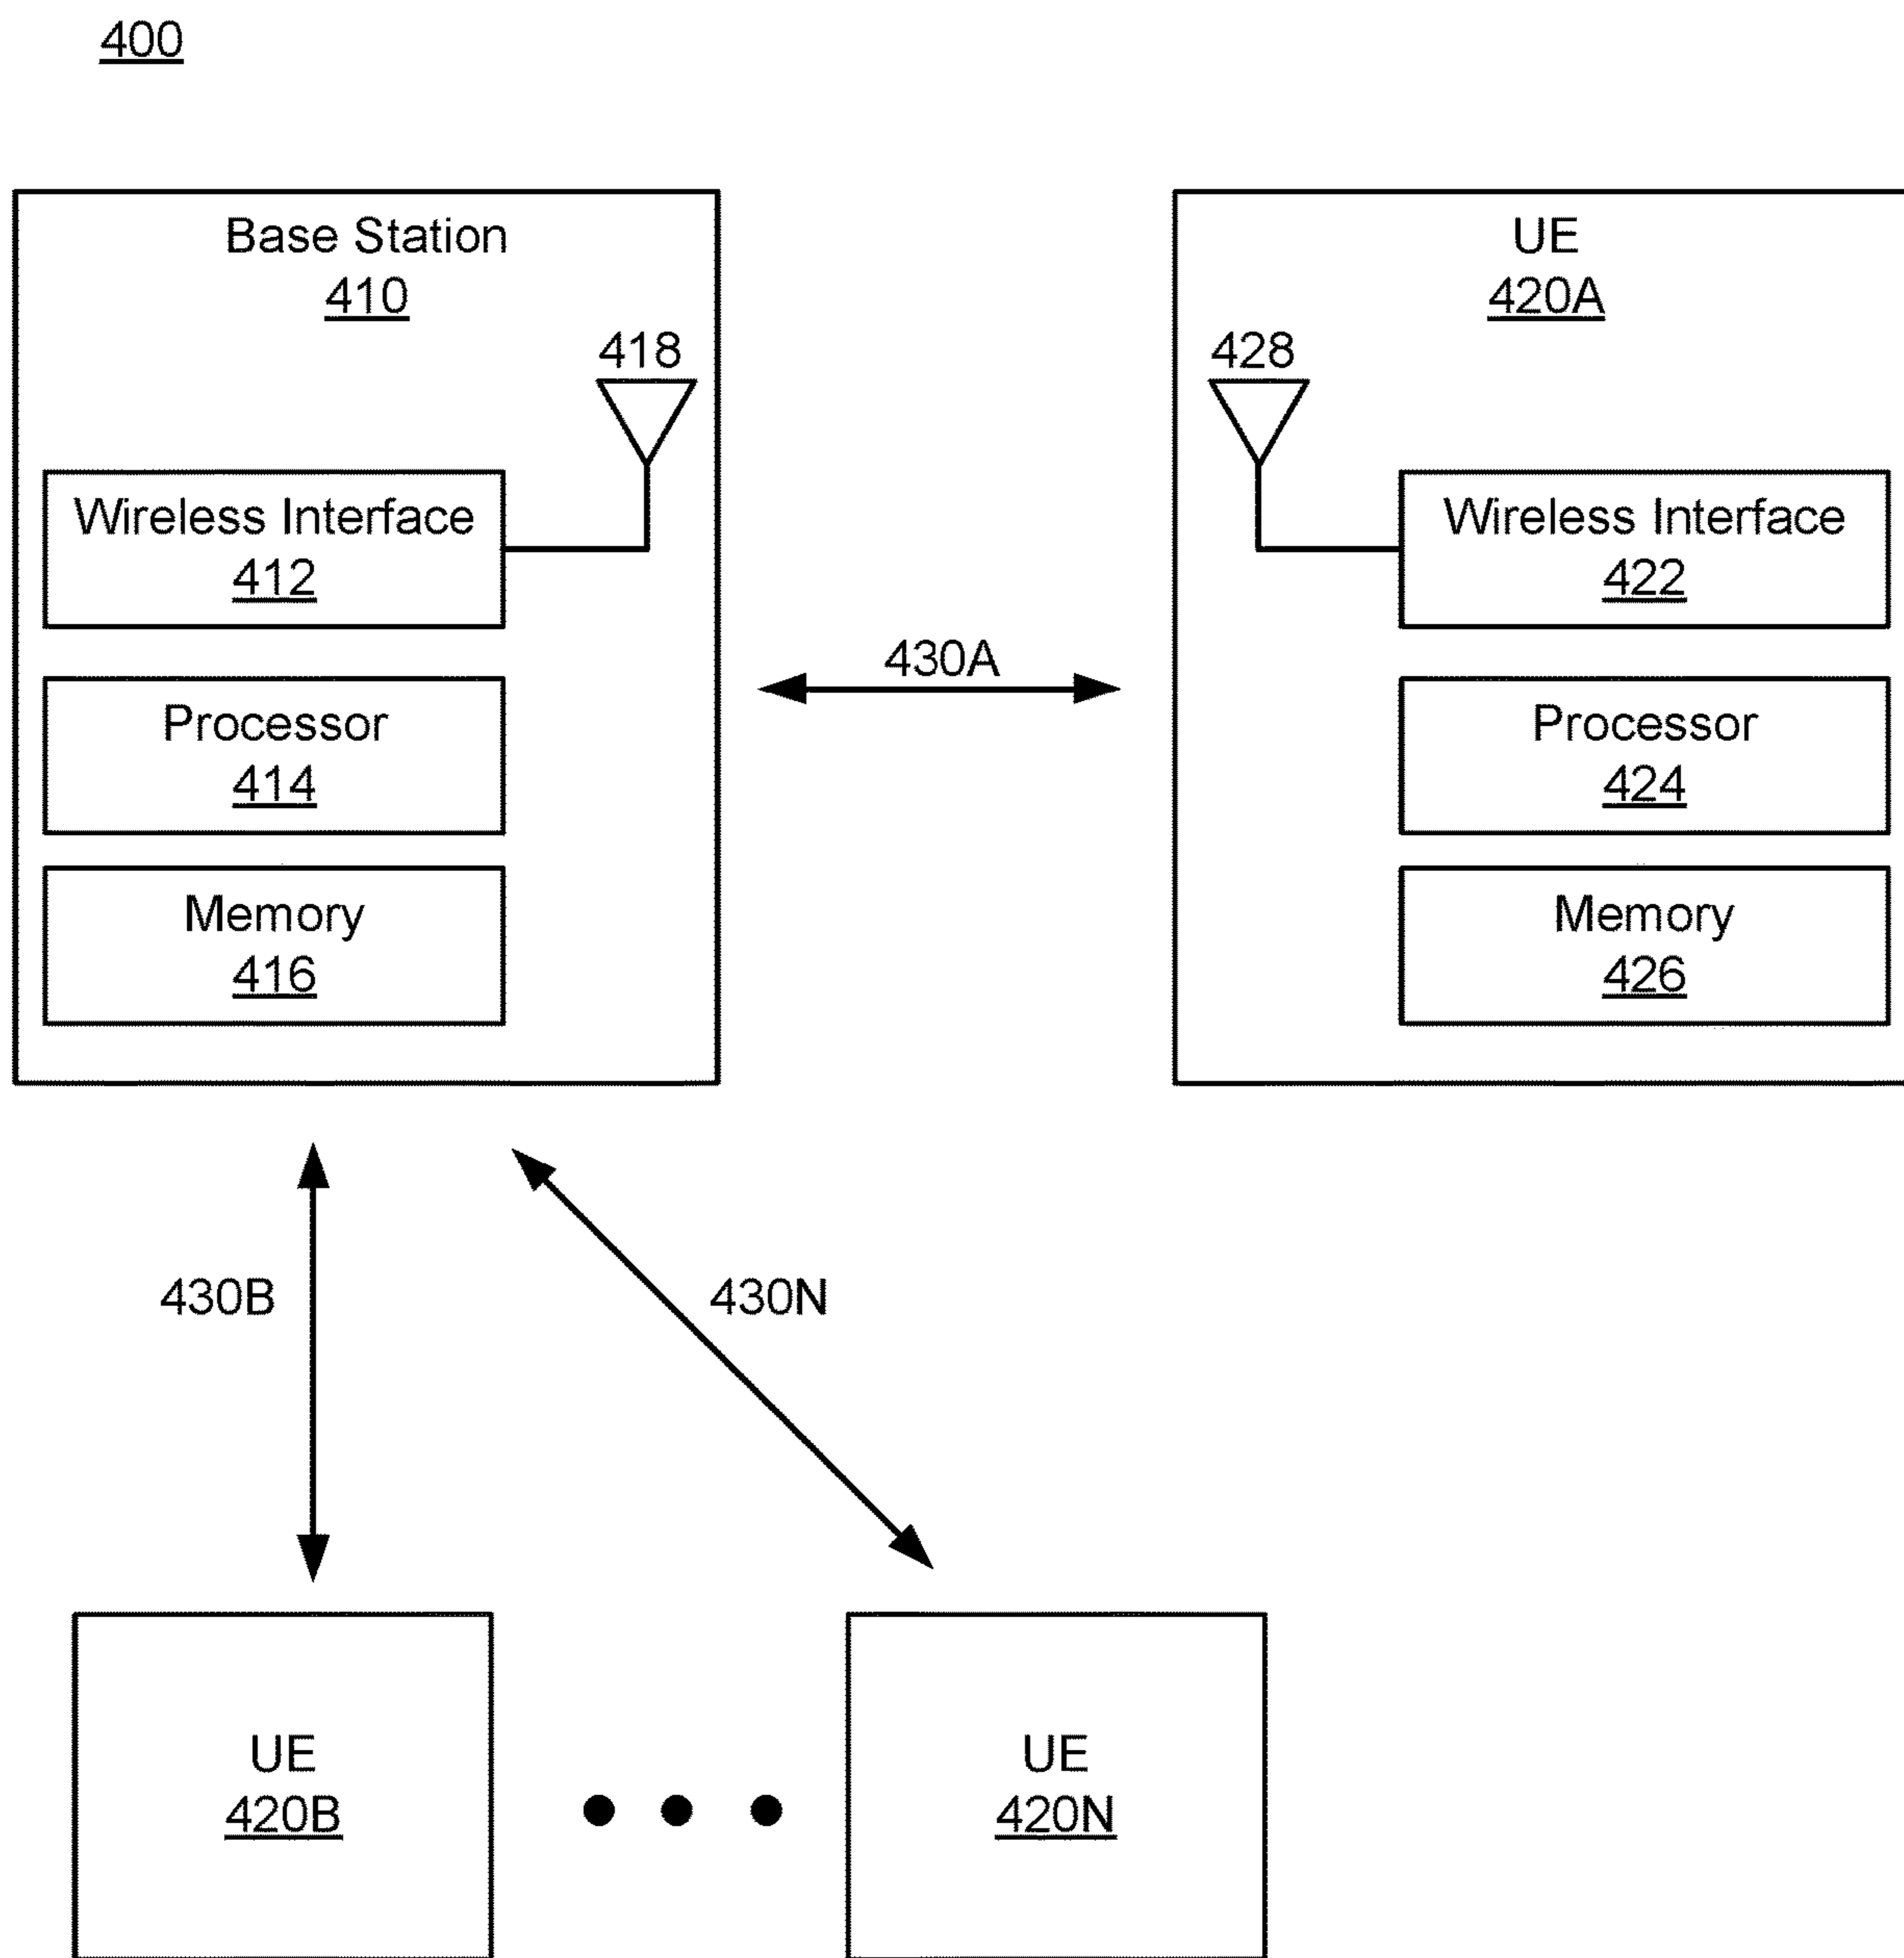 400
Base Station
410
418
Wireless Interface
412
Processor
414
Memory
416
430A
UE
420A
428
Wireless Interface
422
Processor
424
Memory
426
430B
430N
UE
420B
UE
420N